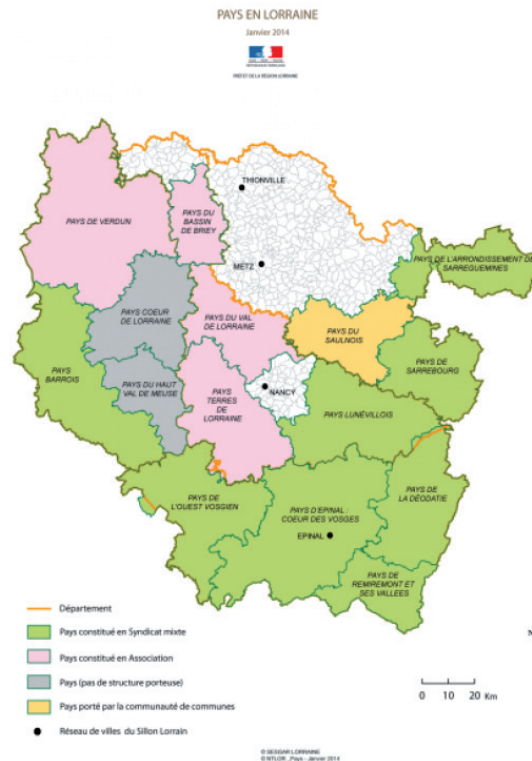 PAYS EN LORRAINE
Janvier 2014
RÉPUBLIQUE FRANÇAISE
PRÉFET DE LA RÉGION LORRAINE
THIONVILLE
PAYS DE VERDUN
PAYS DU
BASSIN
DE BRIEY
METZ
PAYS DE L'ARRONDISSEMENT DE
SARREGUEMINES
PAYS COEUR
DE LORRAINE
PAYS DU VAL
DE LORRAINE
PAYS DU
SAULNOIS
PAYS
BARROIS
PAYS DE
SARREBOURG
PAYS DU HAUT
VAL DE MEUSE
PAYS
TERRES
DE
LORRAINE
NANCY
PAYS LUNÉVILLOIS
PAYS DE
L'OUEST VOSGIEN
PAYS D'EPINAL :
COEUR DES VOSGES
EPINAL
PAYS DE
LA DÉODATIE
PAYS DE
REMIREMONT ET
SES VALLEES
Département
Pays constitué en Syndicat mixte
Pays constitué en Association
Pays (pas de structure porteuse)
Pays porté par la communauté de communes
Réseau de villes du Sillon Lorrain
0 10 20 Km
© BESGAR LORRAINE